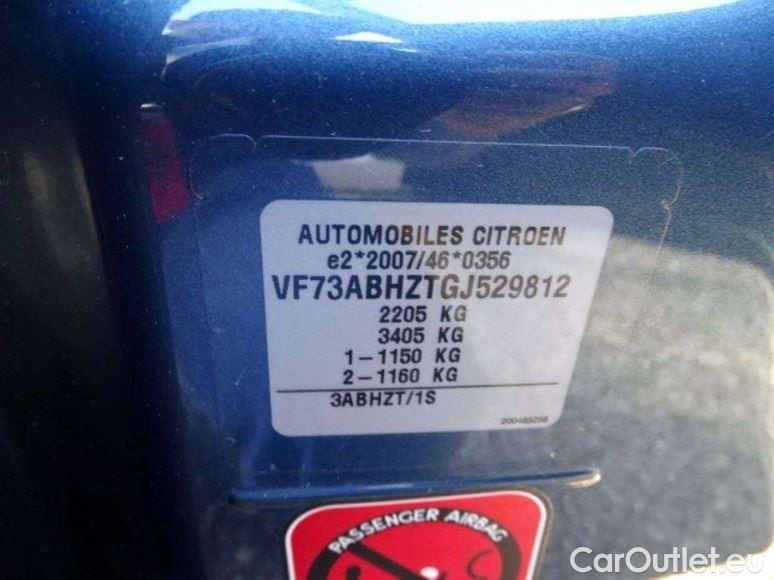 AUTOMOBILES CITROEN
e2*2007/46*0356
VF73ABHZTGJ529812
2205 KG
3405 KG
1-1150 KG
2-1160 KG
3ABHZT/1S
PASSENGER AIRBAG
CarOutlet.eu